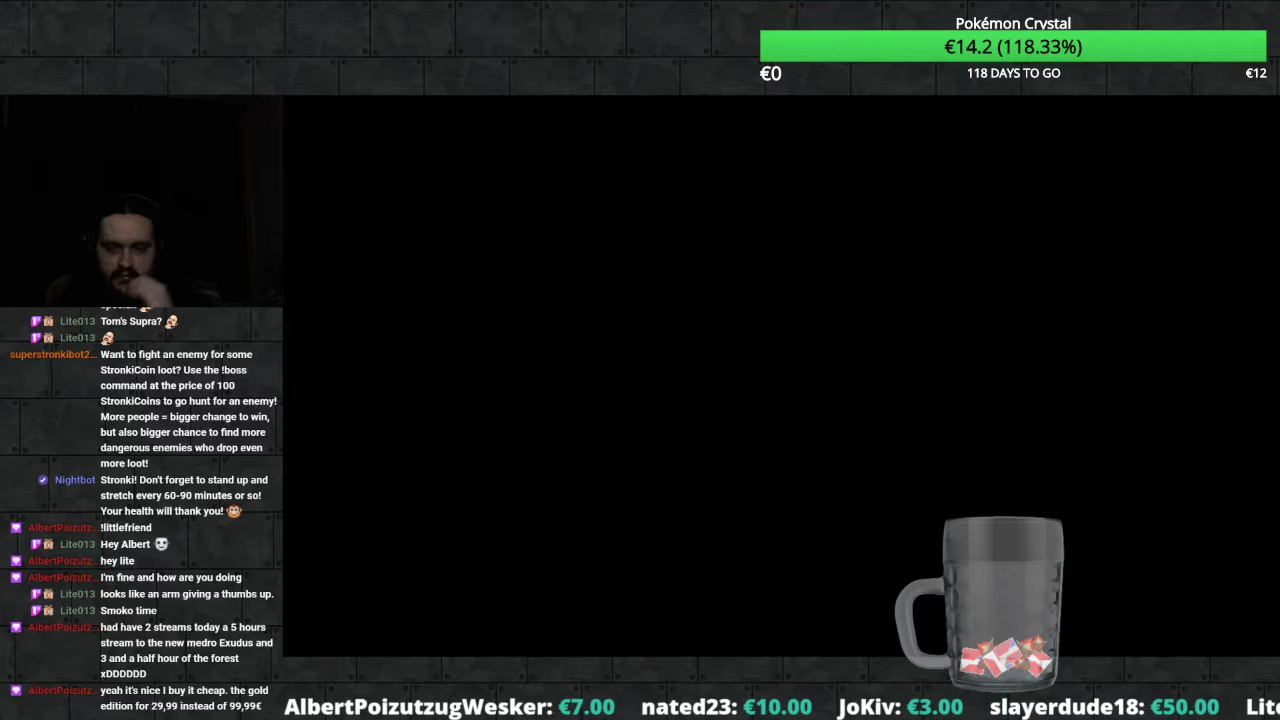 Pokémon Crystal
€14.2 (118.33%)
€0
118 DAYS TO GO
€12
Lite013 Tom's Supra?
Lite013
superstronkibot2... Want to fight an enemy for some
StronkiCoin loot? Use the !boss
command at the price of 100
StronkiCoins to go hunt for an enemy!
More people = bigger change to win,
but also bigger chance to find more
dangerous enemies who drop even
more loot!
Nightbot Stronki! Don't forget to stand up and
stretch every 60-90 minutes or so!
Your health will thank you!
AlbertPoizutz... !littlefriend
Lite013 Hey Albert
AlbertPoizutz... hey lite
AlbertPoizutz... I'm fine and how are you doing
Lite013 looks like an arm giving a thumbs up.
Lite013 Smoko time
AlbertPoizutz... had have 2 streams today a 5 hours
stream to the new medro Exudus and
3 and a half hour of the forest
xDDDDDD
AlbertPoizutz... yeah it's nice I buy it cheap. the gold
edition for 29,99 instead of 99,99€
AlbertPoizutzugWesker: €7.00 nated23: €10.00 JoKiv: €3.00 slayerdude18: €50.00 Lit